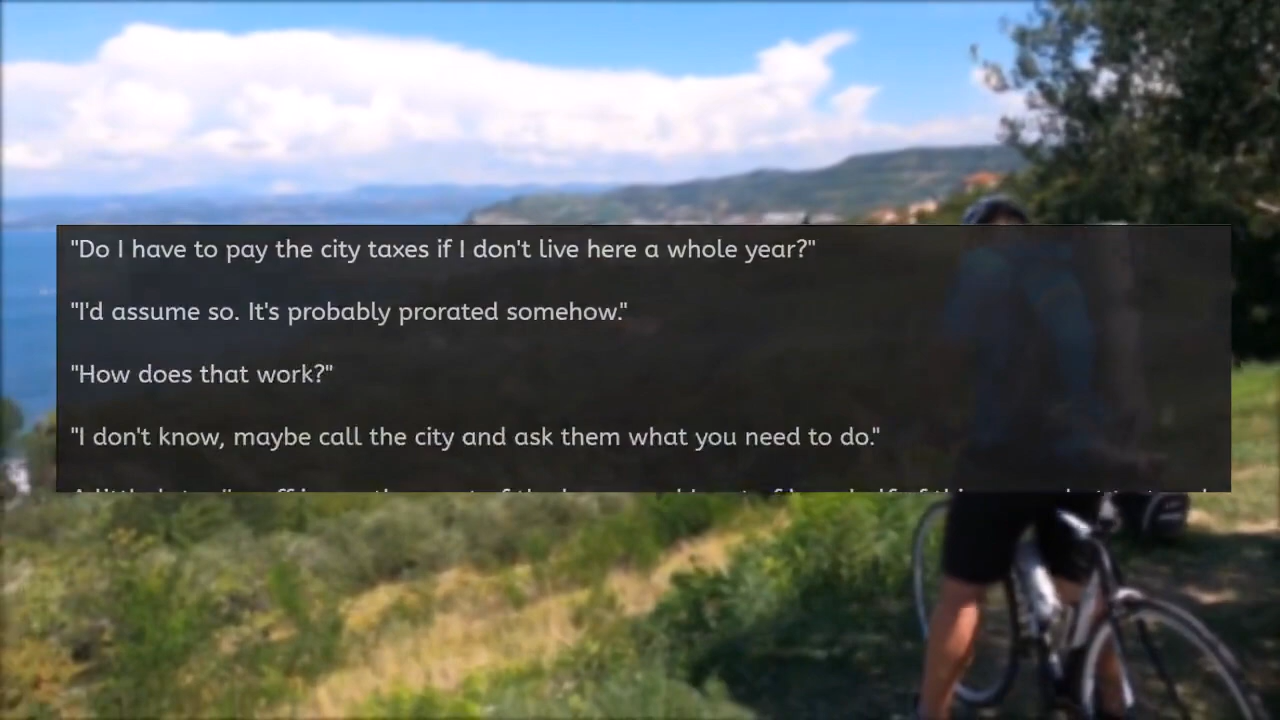 "Do I have to pay the city taxes if I don't live here a whole year?"
"I'd assume so. It's probably prorated somehow."
"How does that work?"
"I don't know, maybe call the city and ask them what you need to do."